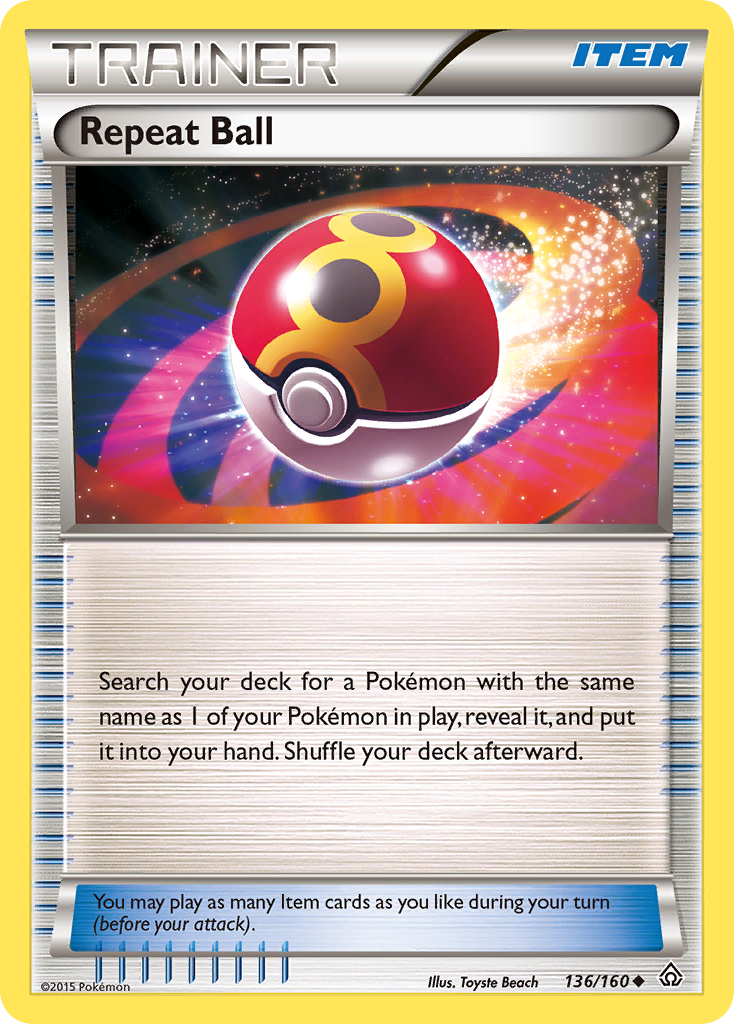 TRAINER
ITEM
Repeat Ball
Search your deck for a Pokémon with the same
name as 1 of your Pokémon in play, reveal it, and put
it into your hand. Shuffle your deck afterward.
You may play as many Item cards as you like during your turn
(before your attack).
©2015 Pokémon
Illus. Toyste Beach
136/160